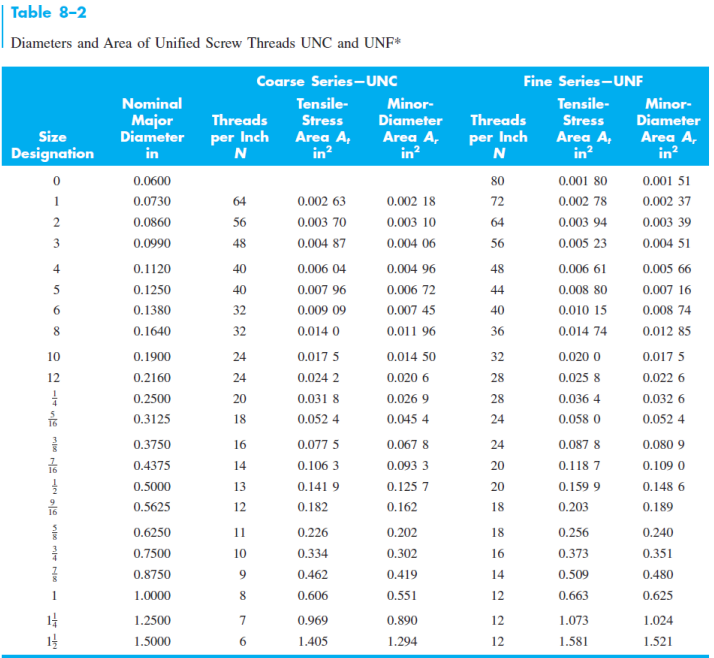 Table 8–2
Diameters and Area of Unified Screw Threads UNC and UNF*
Coarse Series—UNC Fine Series—UNF
Nominal Tensile- Minor- Tensile- Minor-
Major Threads Stress Diameter Threads Stress Diameter
Size Diameter per Inch Area Aₜ Area Aᵣ per Inch Area Aₜ Area Aᵣ
Designation in N in² in² N in² in²
0 0.0600 80 0.001 80 0.001 51
1 0.0730 64 0.002 63 0.002 18 72 0.002 78 0.002 37
2 0.0860 56 0.003 70 0.003 10 64 0.003 94 0.003 39
3 0.0990 48 0.004 87 0.004 06 56 0.005 23 0.004 51
4 0.1120 40 0.006 04 0.004 96 48 0.006 61 0.005 66
5 0.1250 40 0.007 96 0.006 72 44 0.008 80 0.007 16
6 0.1380 32 0.009 09 0.007 45 40 0.010 15 0.008 74
8 0.1640 32 0.014 0 0.011 96 36 0.014 74 0.012 85
10 0.1900 24 0.017 5 0.014 50 32 0.020 0 0.017 5
12 0.2160 24 0.024 2 0.020 6 28 0.025 8 0.022 6
1/4 0.2500 20 0.031 8 0.026 9 28 0.036 4 0.032 6
5/16 0.3125 18 0.052 4 0.045 4 24 0.058 0 0.052 4
3/8 0.3750 16 0.077 5 0.067 8 24 0.087 8 0.080 9
7/16 0.4375 14 0.106 3 0.093 3 20 0.118 7 0.109 0
1/2 0.5000 13 0.141 9 0.125 7 20 0.159 9 0.148 6
9/16 0.5625 12 0.182 0.162 18 0.203 0.189
5/8 0.6250 11 0.226 0.202 18 0.256 0.240
3/4 0.7500 10 0.334 0.302 16 0.373 0.351
7/8 0.8750 9 0.462 0.419 14 0.509 0.480
1 1.0000 8 0.606 0.551 12 0.663 0.625
1 1/4 1.2500 7 0.969 0.890 12 1.073 1.024
1 1/2 1.5000 6 1.405 1.294 12 1.581 1.521